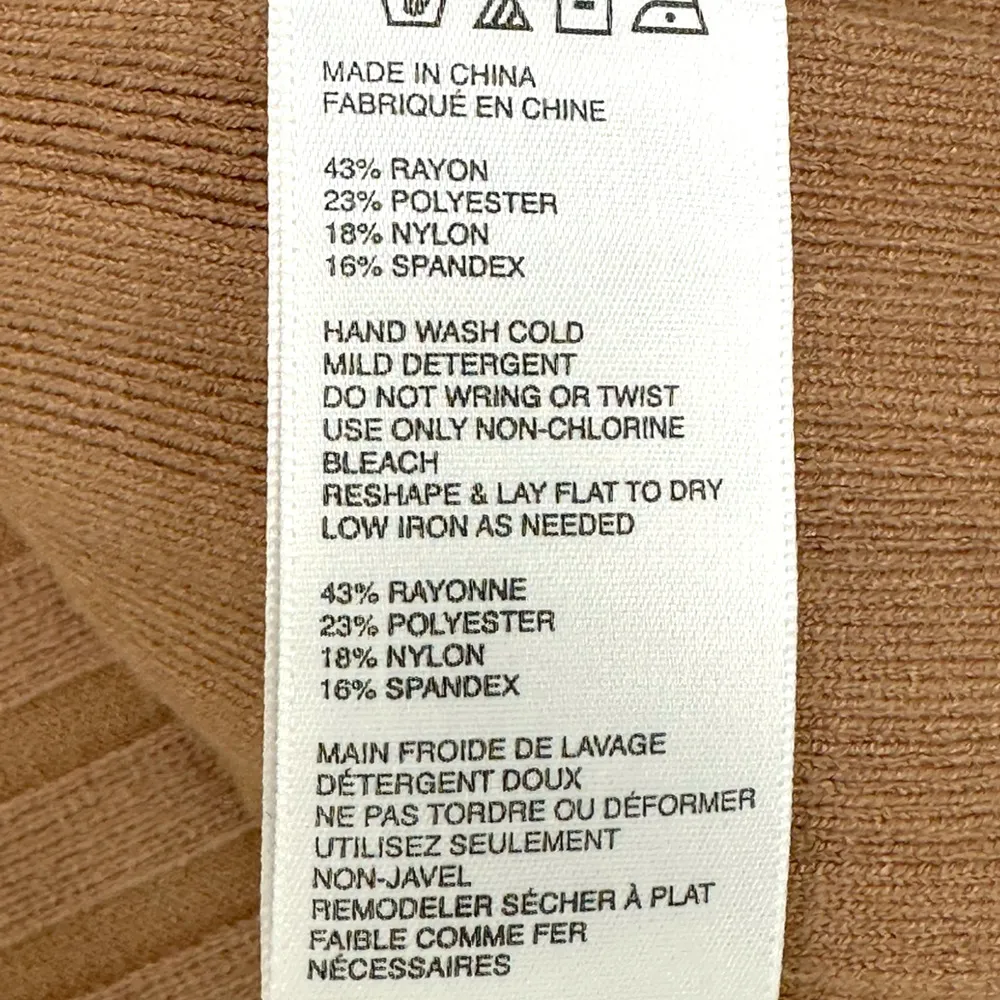 MADE IN CHINA
FABRIQUÉ EN CHINE
43% RAYON
23% POLYESTER
18% NYLON
16% SPANDEX
HAND WASH COLD
MILD DETERGENT
DO NOT WRING OR TWIST
USE ONLY NON-CHLORINE
BLEACH
RESHAPE & LAY FLAT TO DRY
LOW IRON AS NEEDED
43% RAYONNE
23% POLYESTER
18% NYLON
16% SPANDEX
MAIN FROIDE DE LAVAGE
DÉTERGENT DOUX
NE PAS TORDRE OU DÉFORMER
UTILISEZ SEULEMENT
NON-JAVEL
REMODELER SÉCHER À PLAT
FAIBLE COMME FER
NÉCESSAIRES